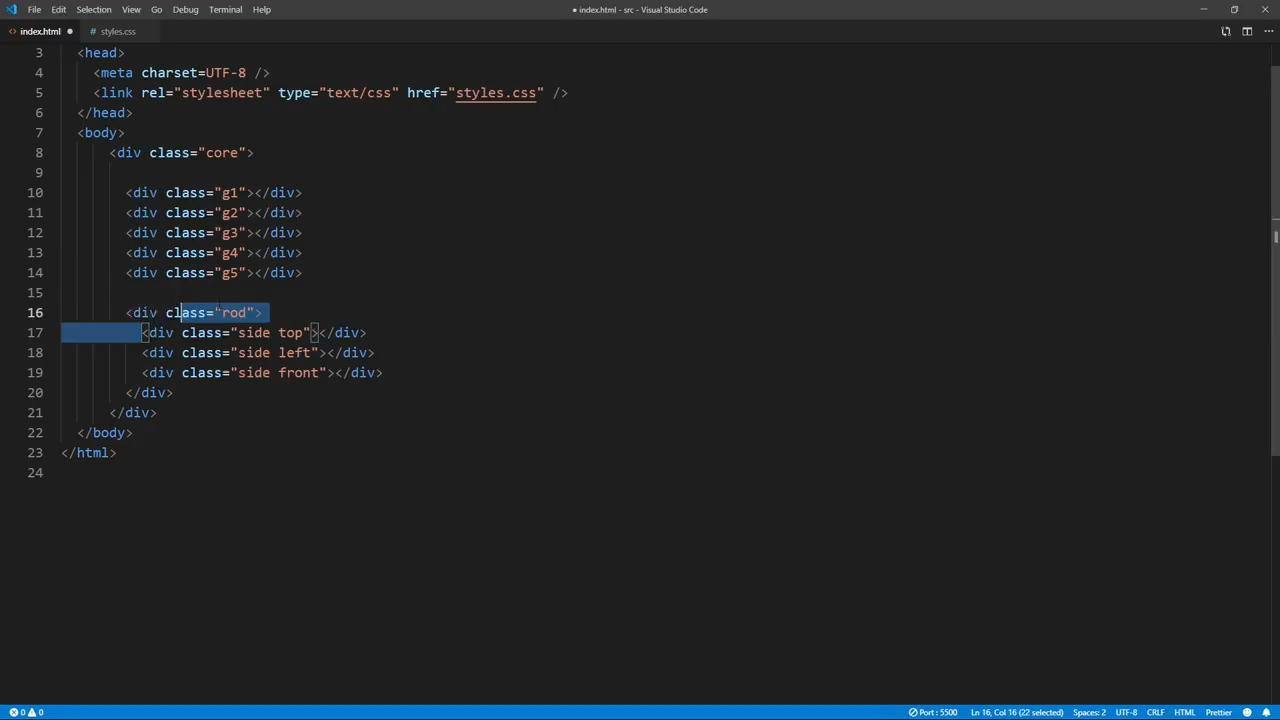 File Edit Selection View Go Debug Terminal Help
● index.html - src - Visual Studio Code
<> index.html ● # styles.css
3 <head>
4 <meta charset=UTF-8 />
5 <link rel="stylesheet" type="text/css" href="styles.css" />
6 </head>
7 <body>
8 <div class="core">
9
10 <div class="g1"></div>
11 <div class="g2"></div>
12 <div class="g3"></div>
13 <div class="g4"></div>
14 <div class="g5"></div>
15
16 <div class="rod">
17 <div class="side top"></div>
18 <div class="side left"></div>
19 <div class="side front"></div>
20 </div>
21 </div>
22 </body>
23 </html>
24
0 0 Port : 5500 Ln 16, Col 16 (22 selected) Spaces: 2 UTF-8 CRLF HTML Prettier